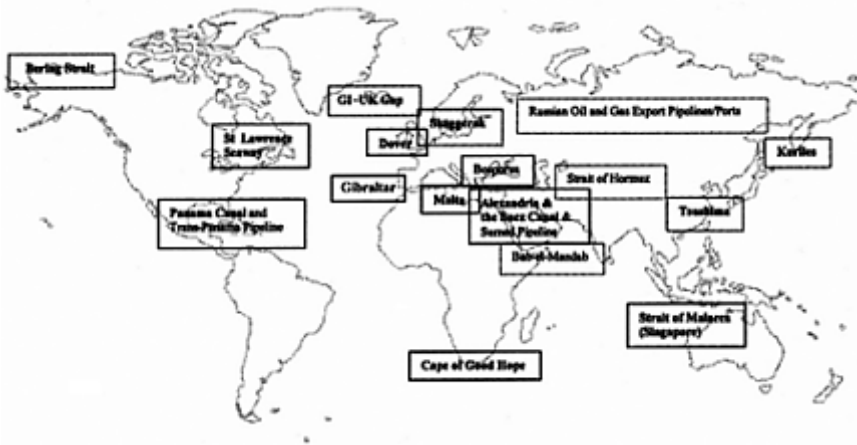 Bering Strait
GI-UK Gap
Skaggerak
Russian Oil and Gas Export Pipelines/Ports
St Lawrence
Seaway
Dover
Kuriles
Bosporus
Strait of Hormuz
Gibraltar
Malta
Alexandria &
the Suez Canal &
Sumed Pipeline
Tsushima
Panama Canal and
Trans-Panama Pipeline
Bab-el-Mandab
Strait of Malacca
(Singapore)
Cape of Good Hope